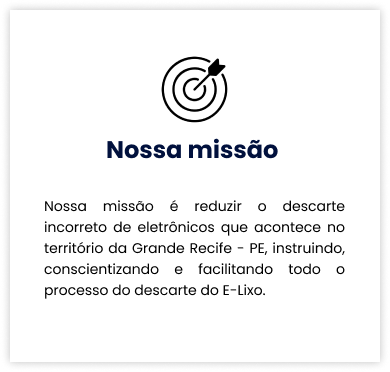 Nossa missão
Nossa missão é reduzir o descarte
incorreto de eletrônicos que acontece no
território da Grande Recife - PE, instruindo,
conscientizando e facilitando todo o
processo do descarte do E-Lixo.